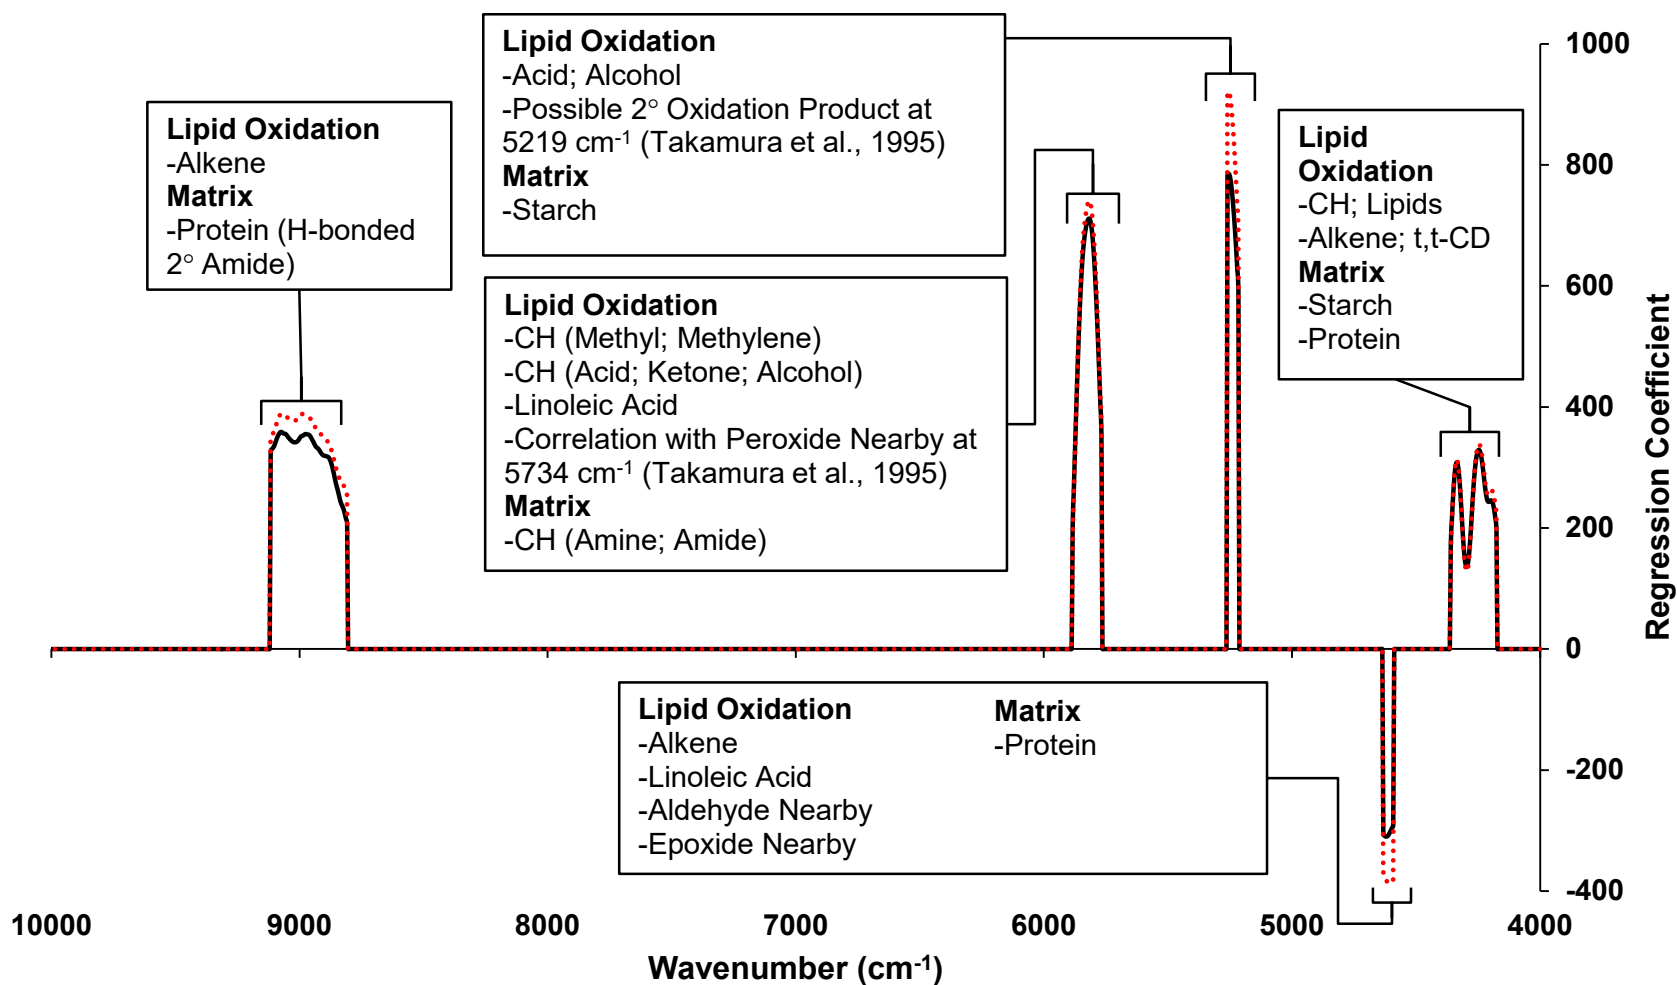 Lipid Oxidation
-Alkene
Matrix
-Protein (H-bonded
2° Amide)
Lipid Oxidation
-Acid; Alcohol
-Possible 2° Oxidation Product at
5219 cm⁻¹ (Takamura et al., 1995)
Matrix
-Starch
Lipid Oxidation
-CH (Methyl; Methylene)
-CH (Acid; Ketone; Alcohol)
-Linoleic Acid
-Correlation with Peroxide Nearby at
5734 cm⁻¹ (Takamura et al., 1995)
Matrix
-CH (Amine; Amide)
Lipid
Oxidation
-CH; Lipids
-Alkene; t,t-CD
Matrix
-Starch
-Protein
Lipid Oxidation
-Alkene
-Linoleic Acid
-Aldehyde Nearby
-Epoxide Nearby
Matrix
-Protein
1000
800
600
400
200
0
-200
-400
Regression Coefficient
10000 9000 8000 7000 6000 5000 4000
Wavenumber (cm⁻¹)